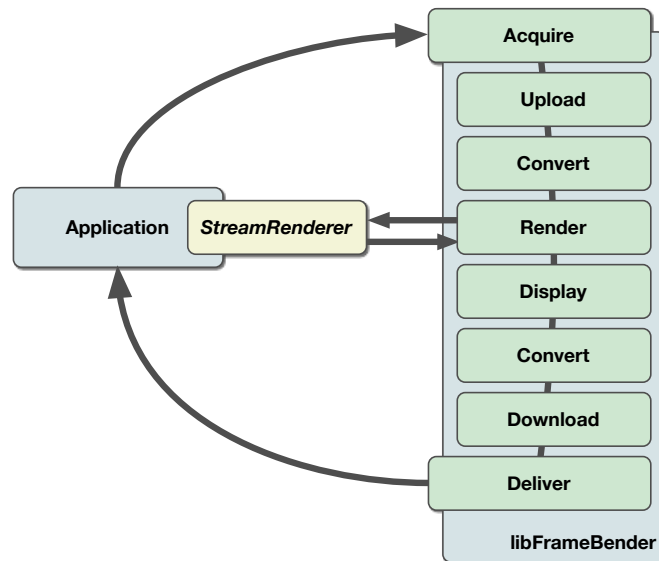 Acquire
Upload
Convert
Application
StreamRenderer
Render
Display
Convert
Download
Deliver
libFrameBender